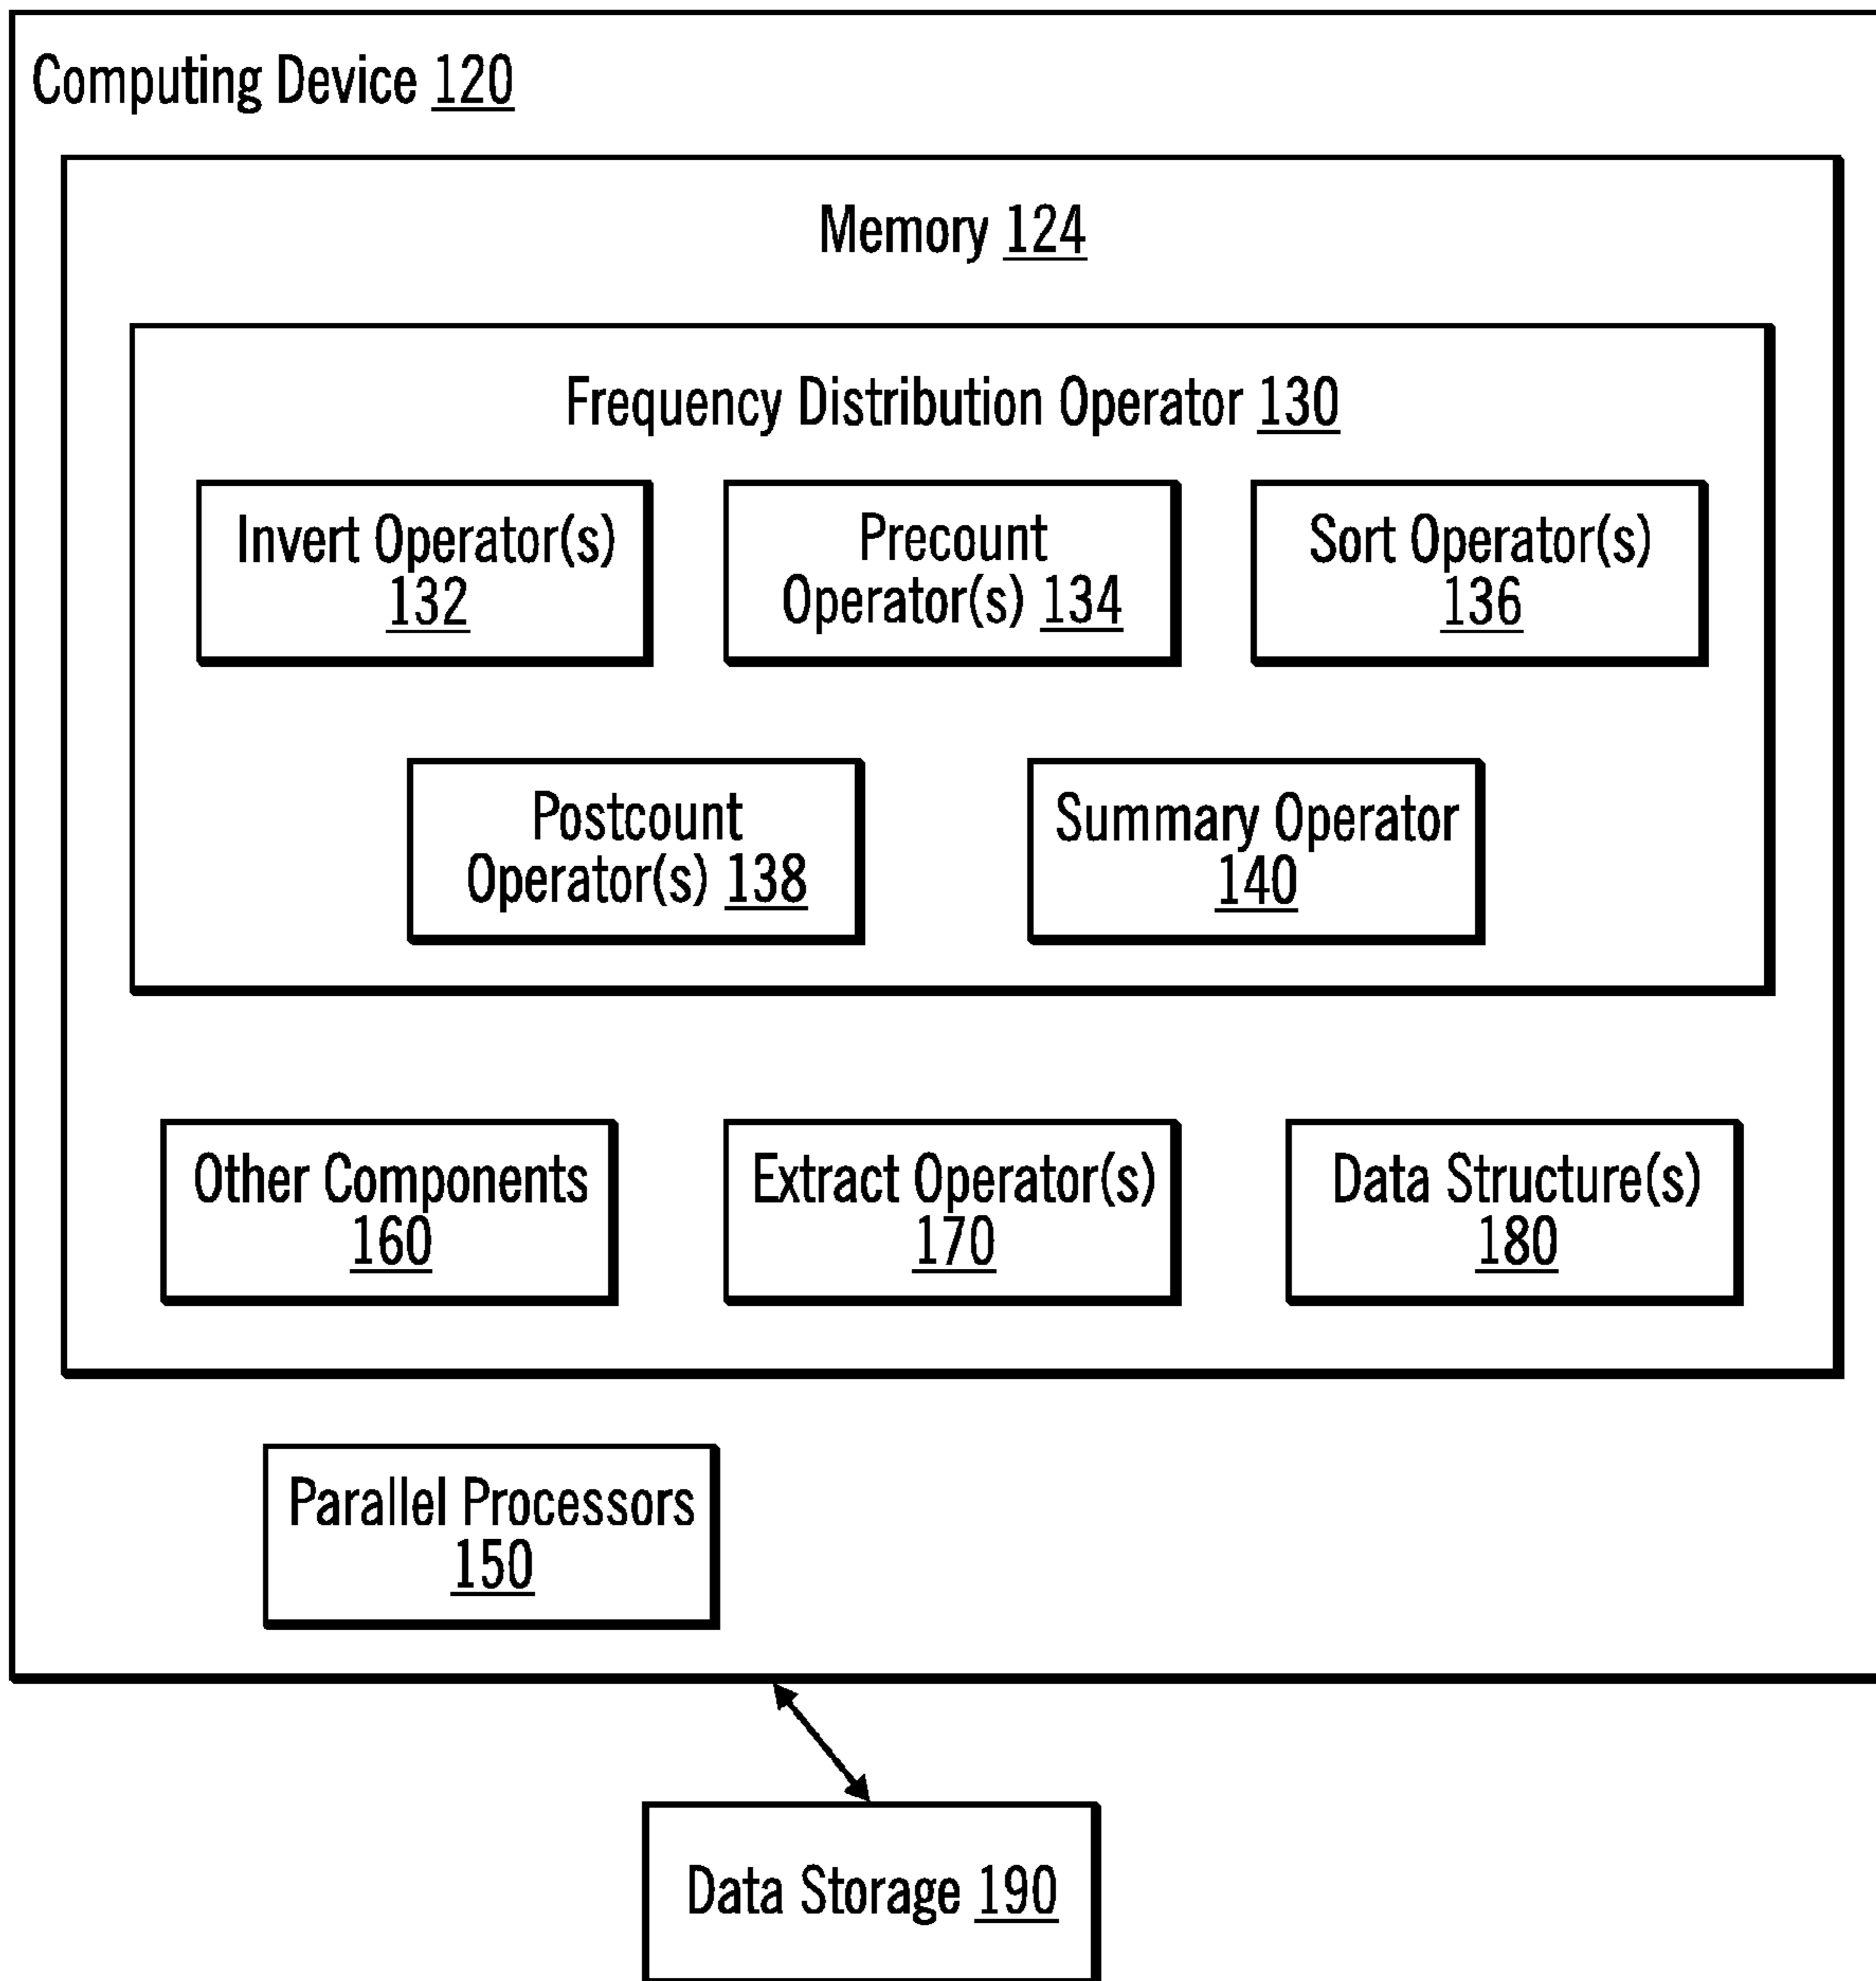 Computing Device 120
Memory 124
Frequency Distribution Operator 130
Invert Operator(s)
132
Precount
Operator(s) 134
Sort Operator(s)
136
Postcount
Operator(s) 138
Summary Operator
140
Other Components
160
Extract Operator(s)
170
Data Structure(s)
180
Parallel Processors
150
Data Storage 190